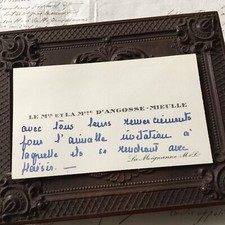 LE Mis ET LA Mise D'ANGOSSE-MIEULLE
avec tous leurs remerciements
pour l'aimable invitation à
laquelle ils se rendront avec
Plaisir. —
La Meignanne M & L